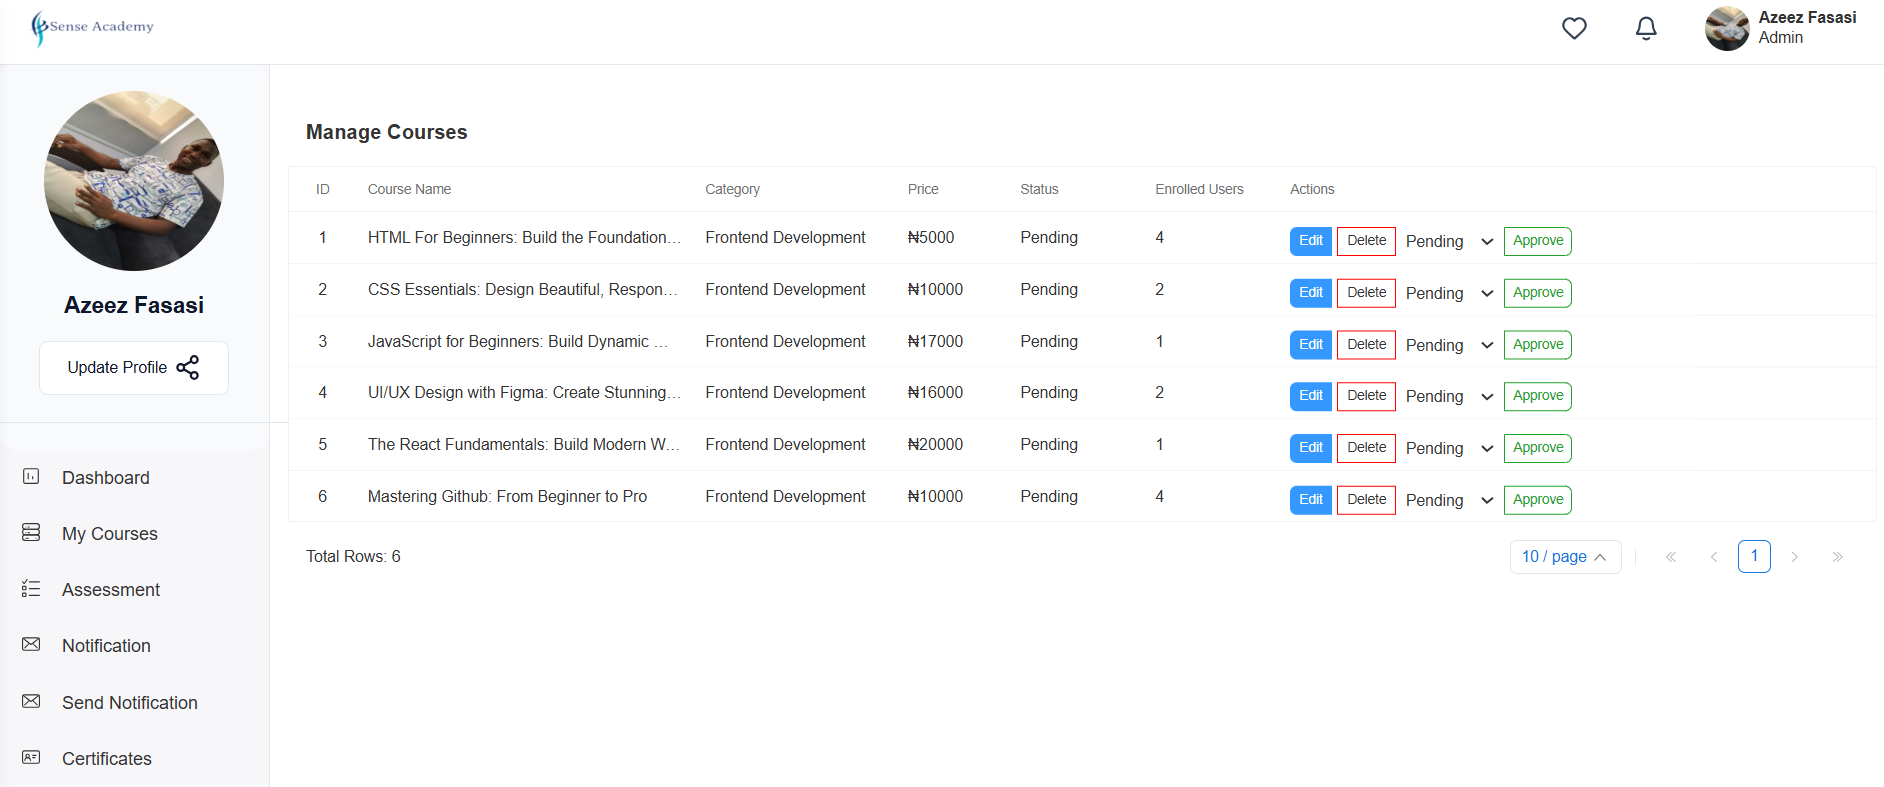 Sense Academy
Azeez Fasasi
Admin
Azeez Fasasi
Update Profile
Dashboard
My Courses
Assessment
Notification
Send Notification
Certificates
Manage Courses
ID Course Name Category Price Status Enrolled Users Actions
1 HTML For Beginners: Build the Foundation... Frontend Development ₦5000 Pending 4 Edit Delete Pending Approve
2 CSS Essentials: Design Beautiful, Respon... Frontend Development ₦10000 Pending 2 Edit Delete Pending Approve
3 JavaScript for Beginners: Build Dynamic ... Frontend Development ₦17000 Pending 1 Edit Delete Pending Approve
4 UI/UX Design with Figma: Create Stunning... Frontend Development ₦16000 Pending 2 Edit Delete Pending Approve
5 The React Fundamentals: Build Modern W... Frontend Development ₦20000 Pending 1 Edit Delete Pending Approve
6 Mastering Github: From Beginner to Pro Frontend Development ₦10000 Pending 4 Edit Delete Pending Approve
Total Rows: 6
10 / page
1